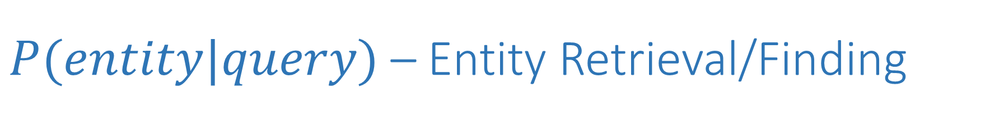 P(entity|query) – Entity Retrieval/Finding